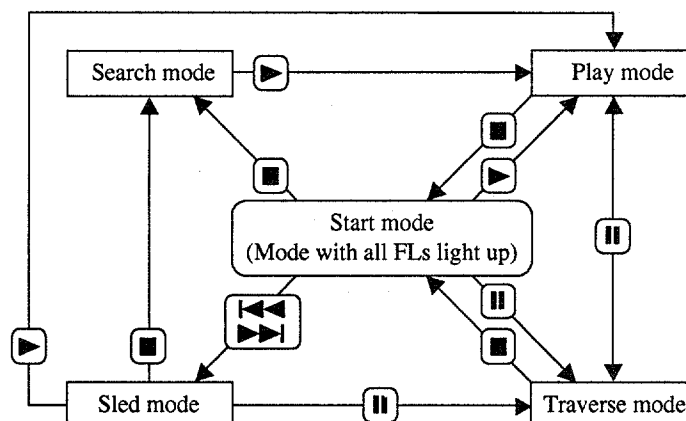 Search mode
Play mode
Start mode
(Mode with all FLs light up)
Sled mode
Traverse mode